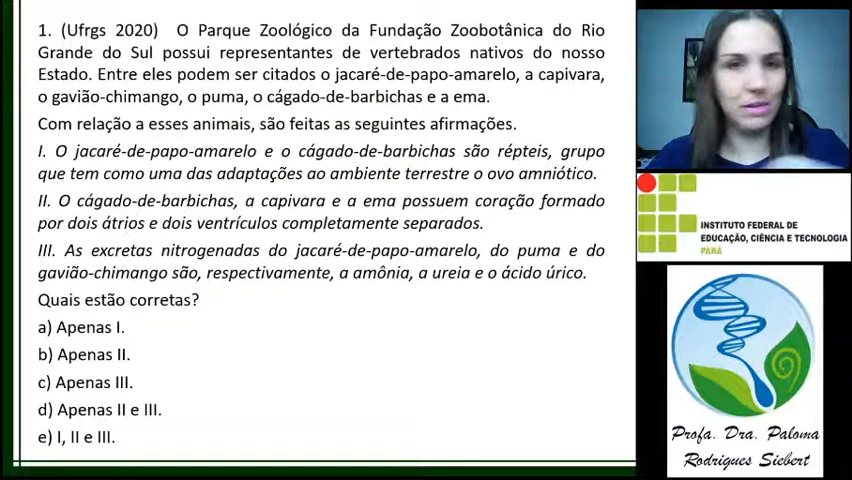 1. (Ufrgs 2020) O Parque Zoológico da Fundação Zoobotânica do Rio
Grande do Sul possui representantes de vertebrados nativos do nosso
Estado. Entre eles podem ser citados o jacaré-de-papo-amarelo, a capivara,
o gavião-chimango, o puma, o cágado-de-barbichas e a ema.
Com relação a esses animais, são feitas as seguintes afirmações.
I. O jacaré-de-papo-amarelo e o cágado-de-barbichas são répteis, grupo
que tem como uma das adaptações ao ambiente terrestre o ovo amniótico.
II. O cágado-de-barbichas, a capivara e a ema possuem coração formado
por dois átrios e dois ventrículos completamente separados.
III. As excretas nitrogenadas do jacaré-de-papo-amarelo, do puma e do
gavião-chimango são, respectivamente, a amônia, a ureia e o ácido úrico.
Quais estão corretas?
a) Apenas I.
b) Apenas II.
c) Apenas III.
d) Apenas II e III.
e) I, II e III.
INSTITUTO FEDERAL DE
EDUCAÇÃO, CIÊNCIA E TECNOLOGIA
PARÁ
Profa. Dra. Paloma
Rodrigues Siebert